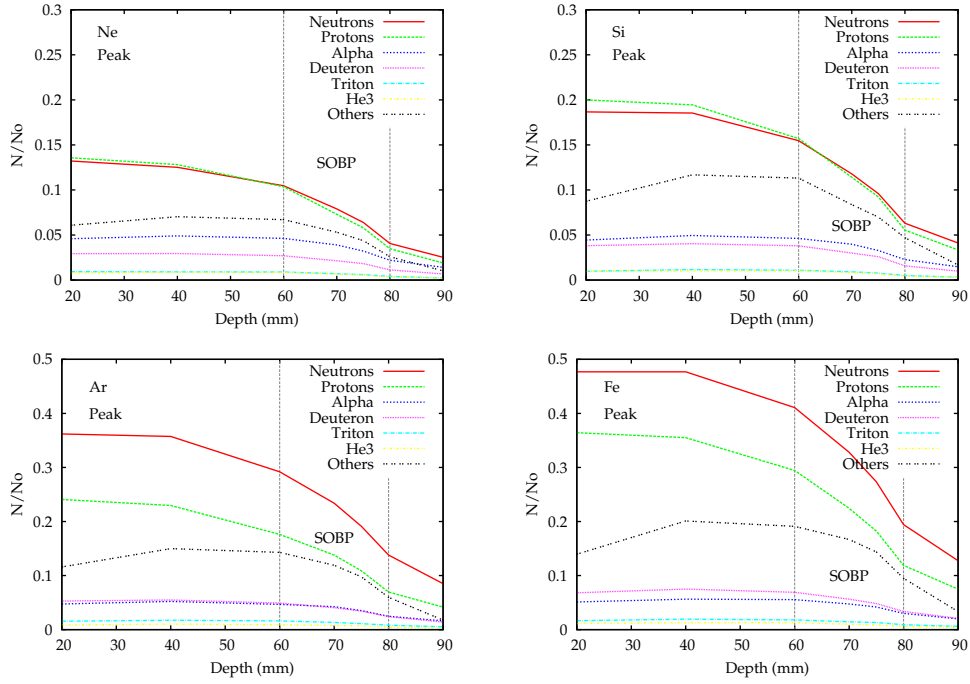 Ne
Peak
Neutrons
Protons
Alpha
Deuteron
Triton
He3
Others
SOBP
N/No
0.3
0.25
0.2
0.15
0.1
0.05
0
20 30 40 50 60 70 80 90
Depth (mm)
Si
Peak
Neutrons
Protons
Alpha
Deuteron
Triton
He3
Others
SOBP
N/No
0.3
0.25
0.2
0.15
0.1
0.05
0
20 30 40 50 60 70 80 90
Depth (mm)
Ar
Peak
Neutrons
Protons
Alpha
Deuteron
Triton
He3
Others
SOBP
N/No
0.5
0.4
0.3
0.2
0.1
0
20 30 40 50 60 70 80 90
Depth (mm)
Fe
Peak
Neutrons
Protons
Alpha
Deuteron
Triton
He3
Others
SOBP
N/No
0.5
0.4
0.3
0.2
0.1
0
20 30 40 50 60 70 80 90
Depth (mm)